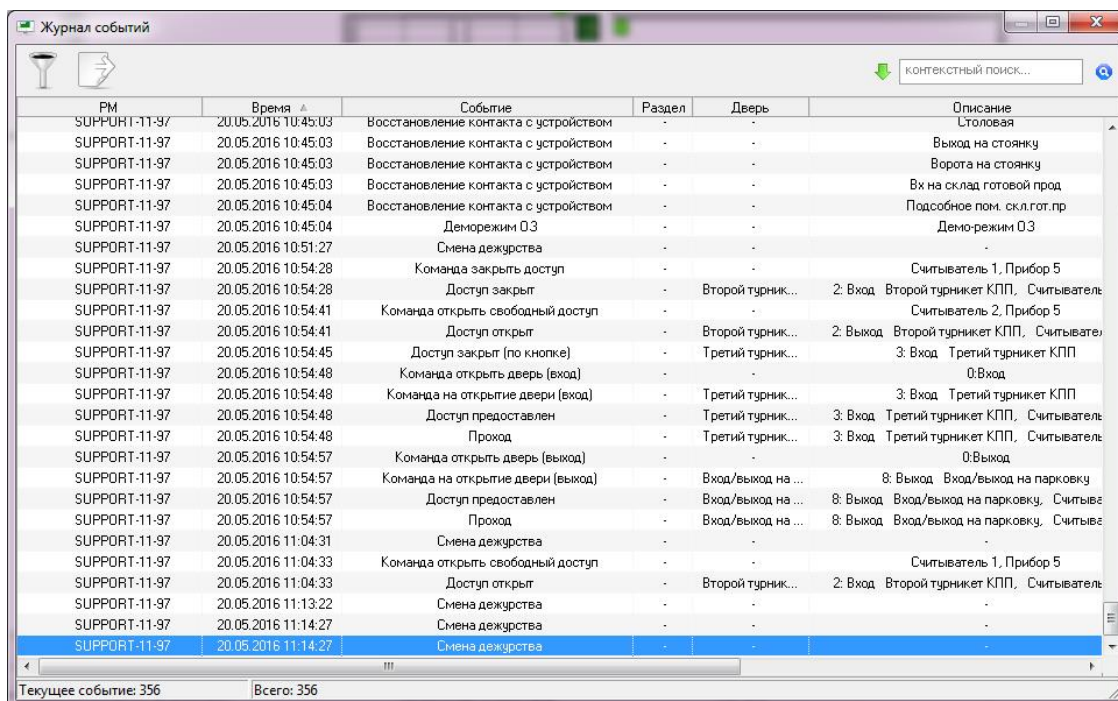 Журнал событий
контекстный поиск...
РМ Время Событие Раздел Дверь Описание
SUPPORT-11-97 20.05.2016 10:45:03 Восстановление контакта с устройством - - Столовая
SUPPORT-11-97 20.05.2016 10:45:03 Восстановление контакта с устройством - - Выход на стоянку
SUPPORT-11-97 20.05.2016 10:45:03 Восстановление контакта с устройством - - Ворота на стоянку
SUPPORT-11-97 20.05.2016 10:45:03 Восстановление контакта с устройством - - Вх на склад готовой прод
SUPPORT-11-97 20.05.2016 10:45:04 Восстановление контакта с устройством - - Подсобное пом. скл.гот.пр
SUPPORT-11-97 20.05.2016 10:45:04 Деморежим ОЗ - - Демо-режим ОЗ
SUPPORT-11-97 20.05.2016 10:51:27 Смена дежурства - - -
SUPPORT-11-97 20.05.2016 10:54:28 Команда закрыть доступ - - Считыватель 1, Прибор 5
SUPPORT-11-97 20.05.2016 10:54:28 Доступ закрыт - Второй турник... 2: Вход Второй турникет КПП, Считыватель
SUPPORT-11-97 20.05.2016 10:54:41 Команда открыть свободный доступ - - Считыватель 2, Прибор 5
SUPPORT-11-97 20.05.2016 10:54:41 Доступ открыт - Второй турник... 2: Выход Второй турникет КПП, Считывател
SUPPORT-11-97 20.05.2016 10:54:45 Доступ закрыт (по кнопке) - Третий турник... 3: Вход Третий турникет КПП
SUPPORT-11-97 20.05.2016 10:54:48 Команда открыть дверь (вход) - - 0:Вход
SUPPORT-11-97 20.05.2016 10:54:48 Команда на открытие двери (вход) - Третий турник... 3: Вход Третий турникет КПП
SUPPORT-11-97 20.05.2016 10:54:48 Доступ предоставлен - Третий турник... 3: Вход Третий турникет КПП, Считыватель
SUPPORT-11-97 20.05.2016 10:54:48 Проход - Третий турник... 3: Вход Третий турникет КПП, Считыватель
SUPPORT-11-97 20.05.2016 10:54:57 Команда открыть дверь (выход) - - 0:Выход
SUPPORT-11-97 20.05.2016 10:54:57 Команда на открытие двери (выход) - Вход/выход на ... 8: Выход Вход/выход на парковку
SUPPORT-11-97 20.05.2016 10:54:57 Доступ предоставлен - Вход/выход на ... 8: Выход Вход/выход на парковку, Считыва
SUPPORT-11-97 20.05.2016 10:54:57 Проход - Вход/выход на ... 8: Выход Вход/выход на парковку, Считыва
SUPPORT-11-97 20.05.2016 11:04:31 Смена дежурства - - -
SUPPORT-11-97 20.05.2016 11:04:33 Команда открыть свободный доступ - - Считыватель 1, Прибор 5
SUPPORT-11-97 20.05.2016 11:04:33 Доступ открыт - Второй турник... 2: Вход Второй турникет КПП, Считыватель
SUPPORT-11-97 20.05.2016 11:13:22 Смена дежурства - - -
SUPPORT-11-97 20.05.2016 11:14:27 Смена дежурства - - -
SUPPORT-11-97 20.05.2016 11:14:27 Смена дежурства - - -
Текущее событие: 356 Всего: 356